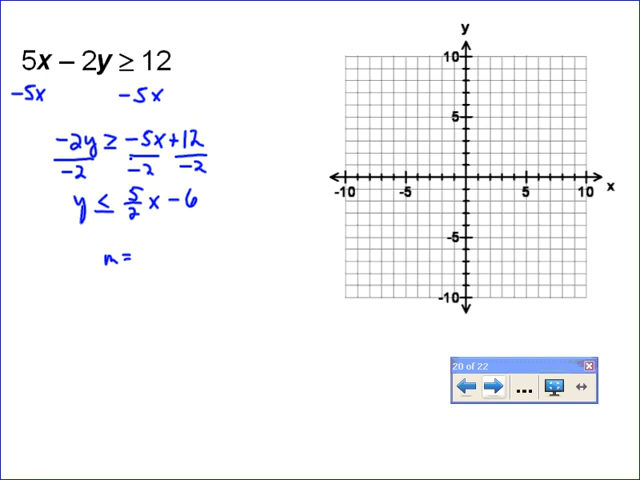 5x – 2y ≥ 12
-5x -5x
-2y ≥ -5x+12
-2 -2 -2
y ≤ 5/2 x - 6
m =
y
10
5
-10 -5 5 10 x
-5
-10
20 of 22
...